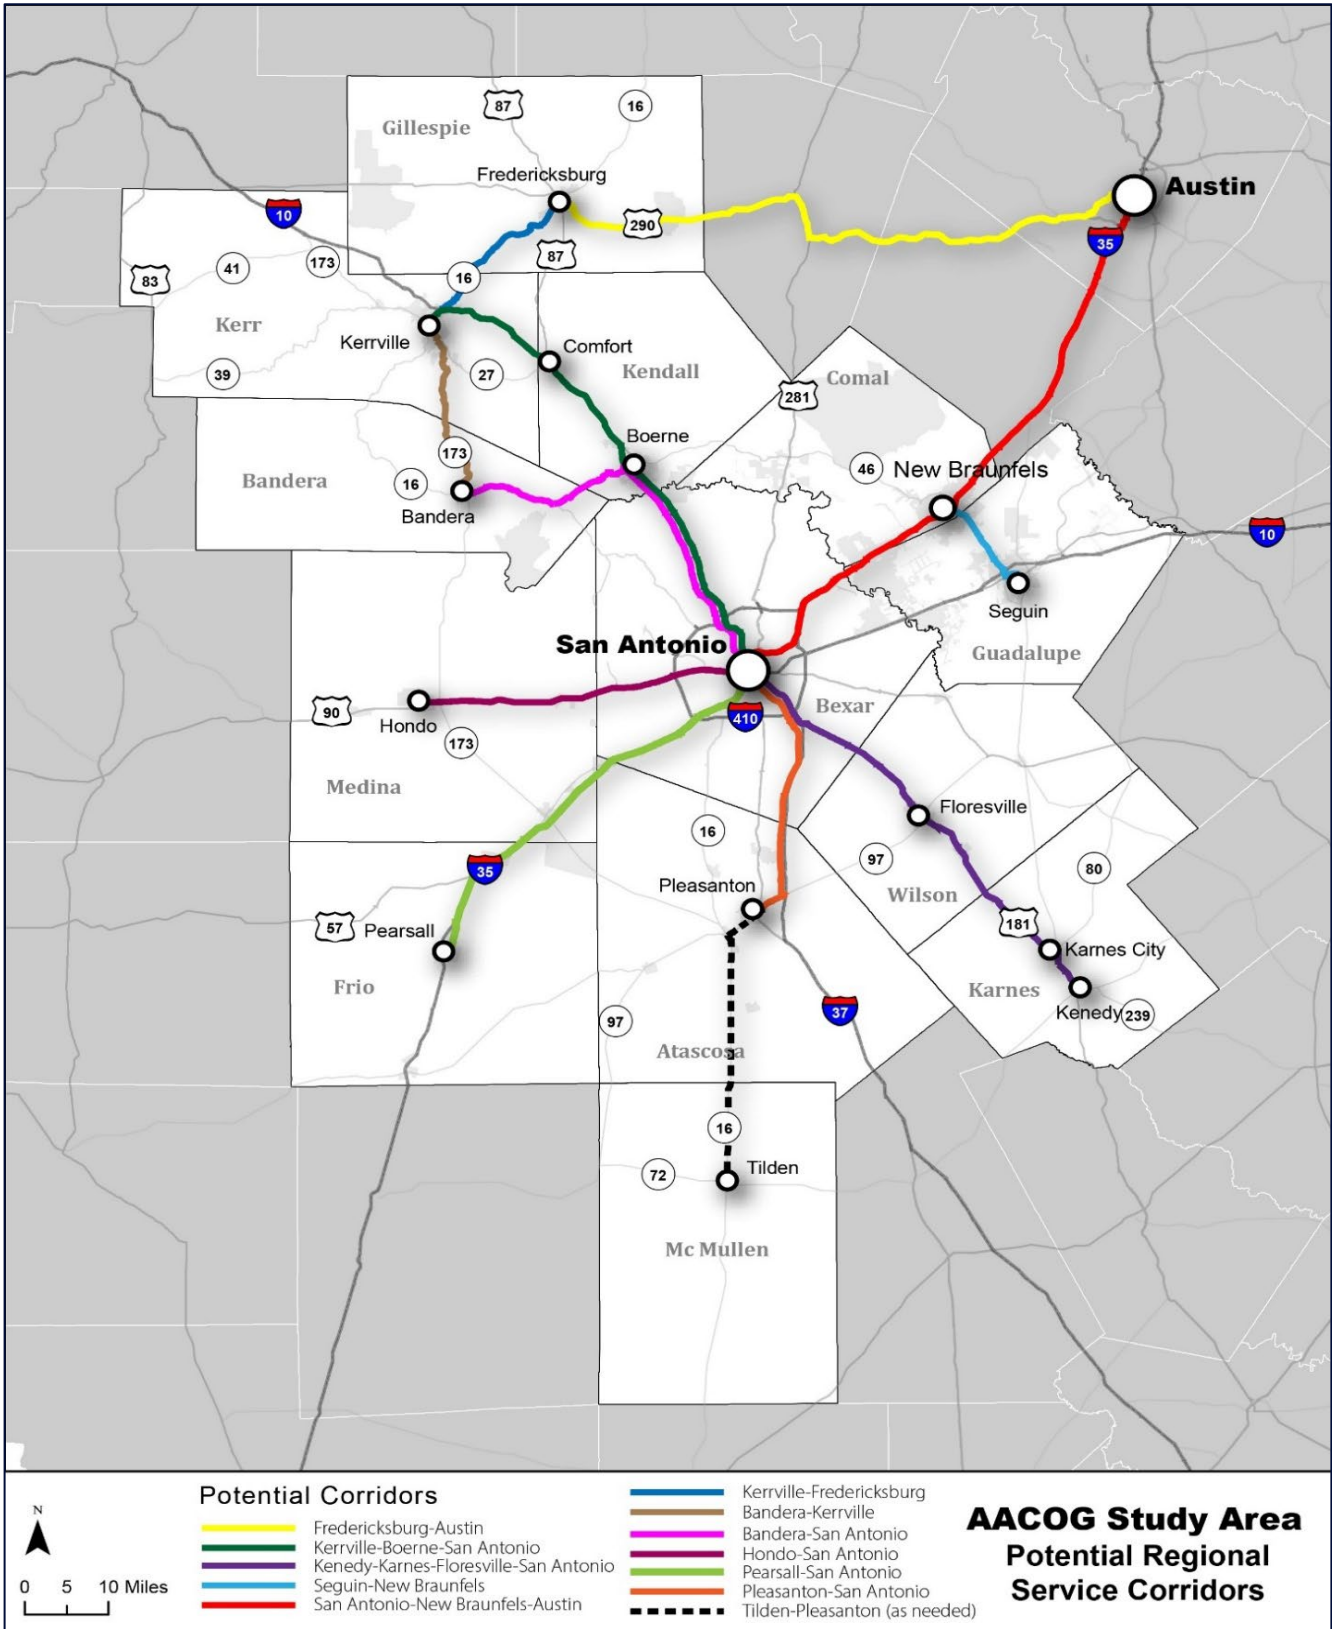 87
16
Gillespie
Fredericksburg
Austin
10
290
35
87
173
41
16
83
Kerr
Kerrville
Comfort
39
27
Kendall
Comal
281
Boerne
173
46
New Braunfels
Bandera
16
Bandera
10
Seguin
San Antonio
Guadalupe
90
Hondo
410
Bexar
173
Medina
Floresville
16
97
35
80
Pleasanton
Wilson
57
Pearsall
181
Karnes City
Frio
Karnes
Kenedy
239
97
37
Atascosa
16
72
Tilden
Mc Mullen
Potential Corridors
Fredericksburg-Austin
Kerrville-Boerne-San Antonio
Kenedy-Karnes-Floresville-San Antonio
Seguin-New Braunfels
San Antonio-New Braunfels-Austin
Kerrville-Fredericksburg
Bandera-Kerrville
Bandera-San Antonio
Hondo-San Antonio
Pearsall-San Antonio
Pleasanton-San Antonio
Tilden-Pleasanton (as needed)
AACOG Study Area
Potential Regional
Service Corridors
N
0 5 10 Miles